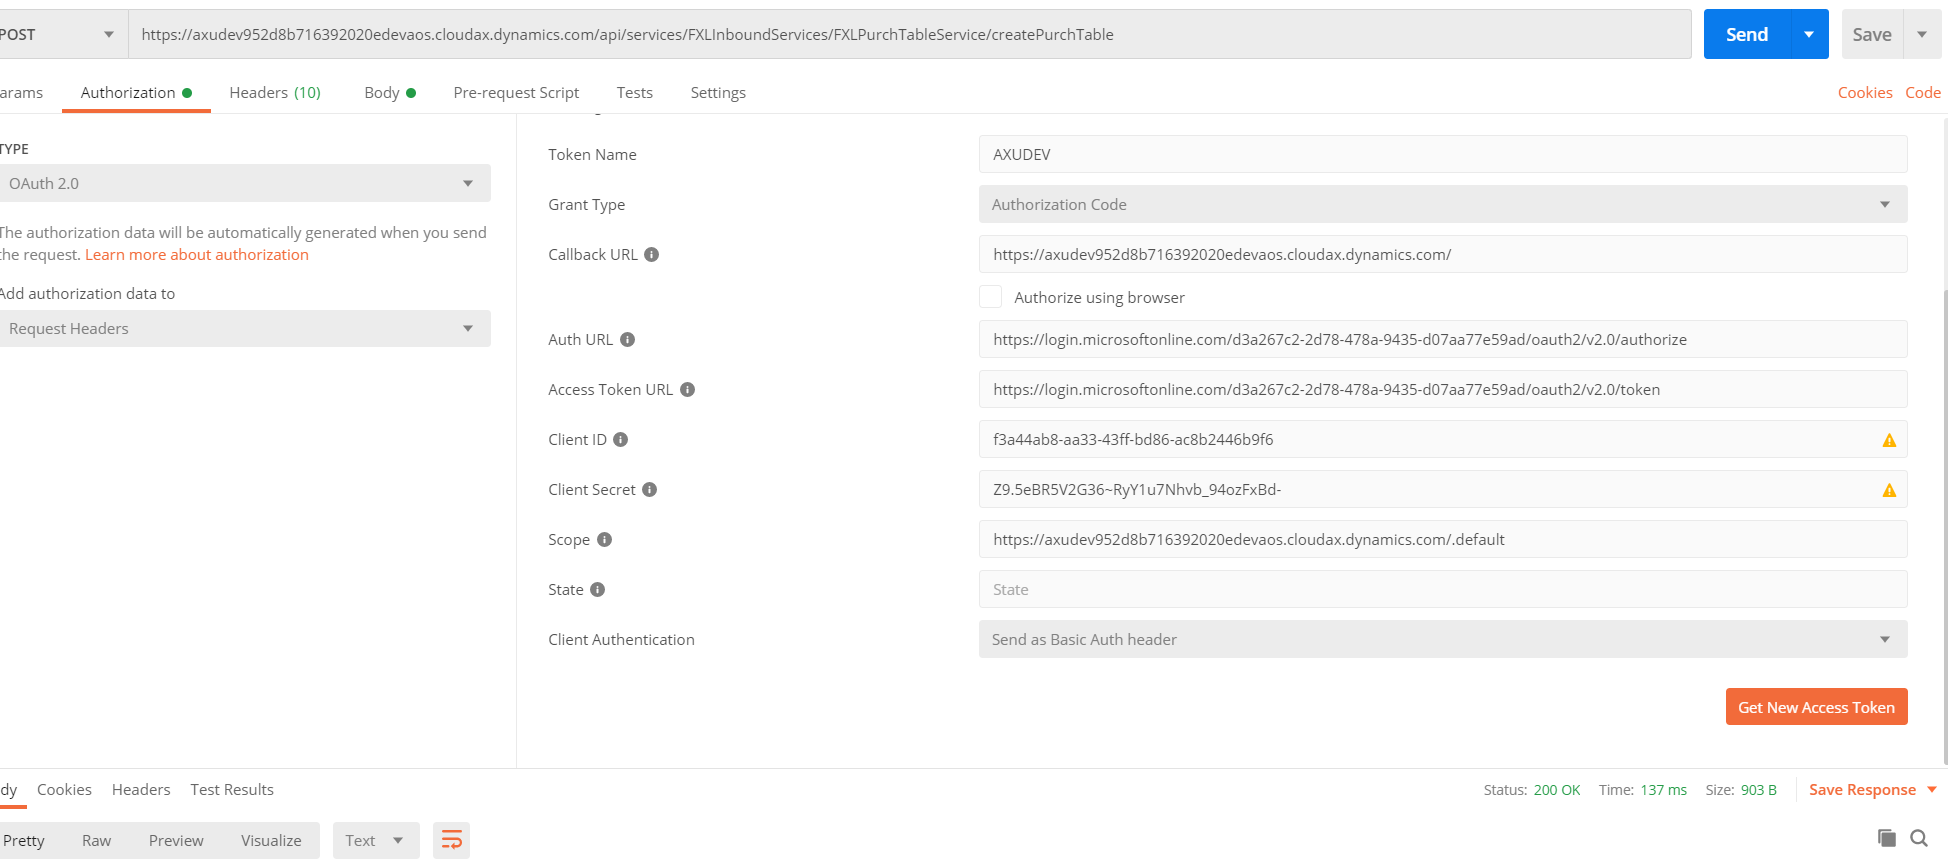 POST https://axudev952d8b716392020edevaos.cloudax.dynamics.com/api/services/FXLInboundServices/FXLPurchTableService/createPurchTable Send Save
arams Authorization Headers (10) Body Pre-request Script Tests Settings Cookies Code
TYPE
OAuth 2.0
The authorization data will be automatically generated when you send
the request. Learn more about authorization
Add authorization data to
Request Headers
Token Name AXUDEV
Grant Type Authorization Code
Callback URL https://axudev952d8b716392020edevaos.cloudax.dynamics.com/
Authorize using browser
Auth URL https://login.microsoftonline.com/d3a267c2-2d78-478a-9435-d07aa77e59ad/oauth2/v2.0/authorize
Access Token URL https://login.microsoftonline.com/d3a267c2-2d78-478a-9435-d07aa77e59ad/oauth2/v2.0/token
Client ID f3a44ab8-aa33-43ff-bd86-ac8b2446b9f6
Client Secret Z9.5eBR5V2G36~RyY1u7Nhvb_94ozFxBd-
Scope https://axudev952d8b716392020edevaos.cloudax.dynamics.com/.default
State State
Client Authentication Send as Basic Auth header
Get New Access Token
dy Cookies Headers Test Results Status: 200 OK Time: 137 ms Size: 903 B Save Response
Pretty Raw Preview Visualize Text